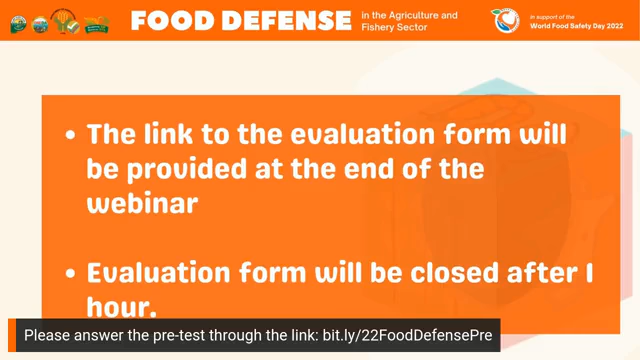 FOOD DEFENSE
in the Agriculture and
Fishery Sector
in support of the
World Food Safety Day 2022
• The link to the evaluation form will
be provided at the end of the
webinar
• Evaluation form will be closed after 1
hour.
Please answer the pre-test through the link: bit.ly/22FoodDefensePre